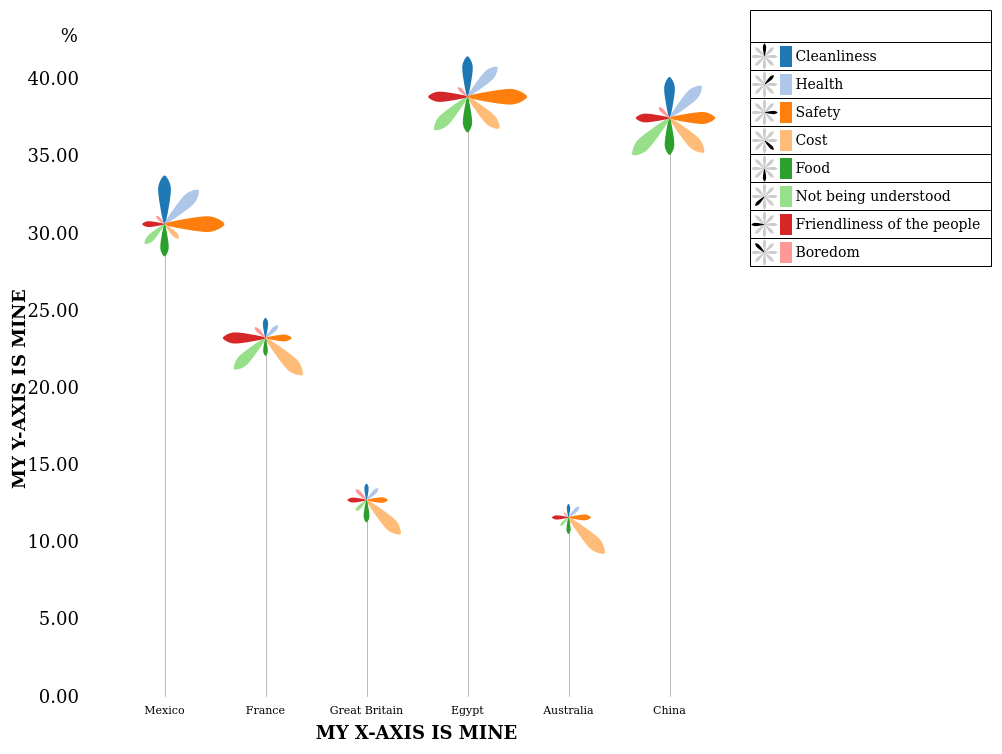 %
40.00
35.00
30.00
25.00
20.00
15.00
10.00
5.00
0.00
MY Y-AXIS IS MINE
Mexico
France
Great Britain
Egypt
Australia
China
MY X-AXIS IS MINE
Cleanliness
Health
Safety
Cost
Food
Not being understood
Friendliness of the people
Boredom